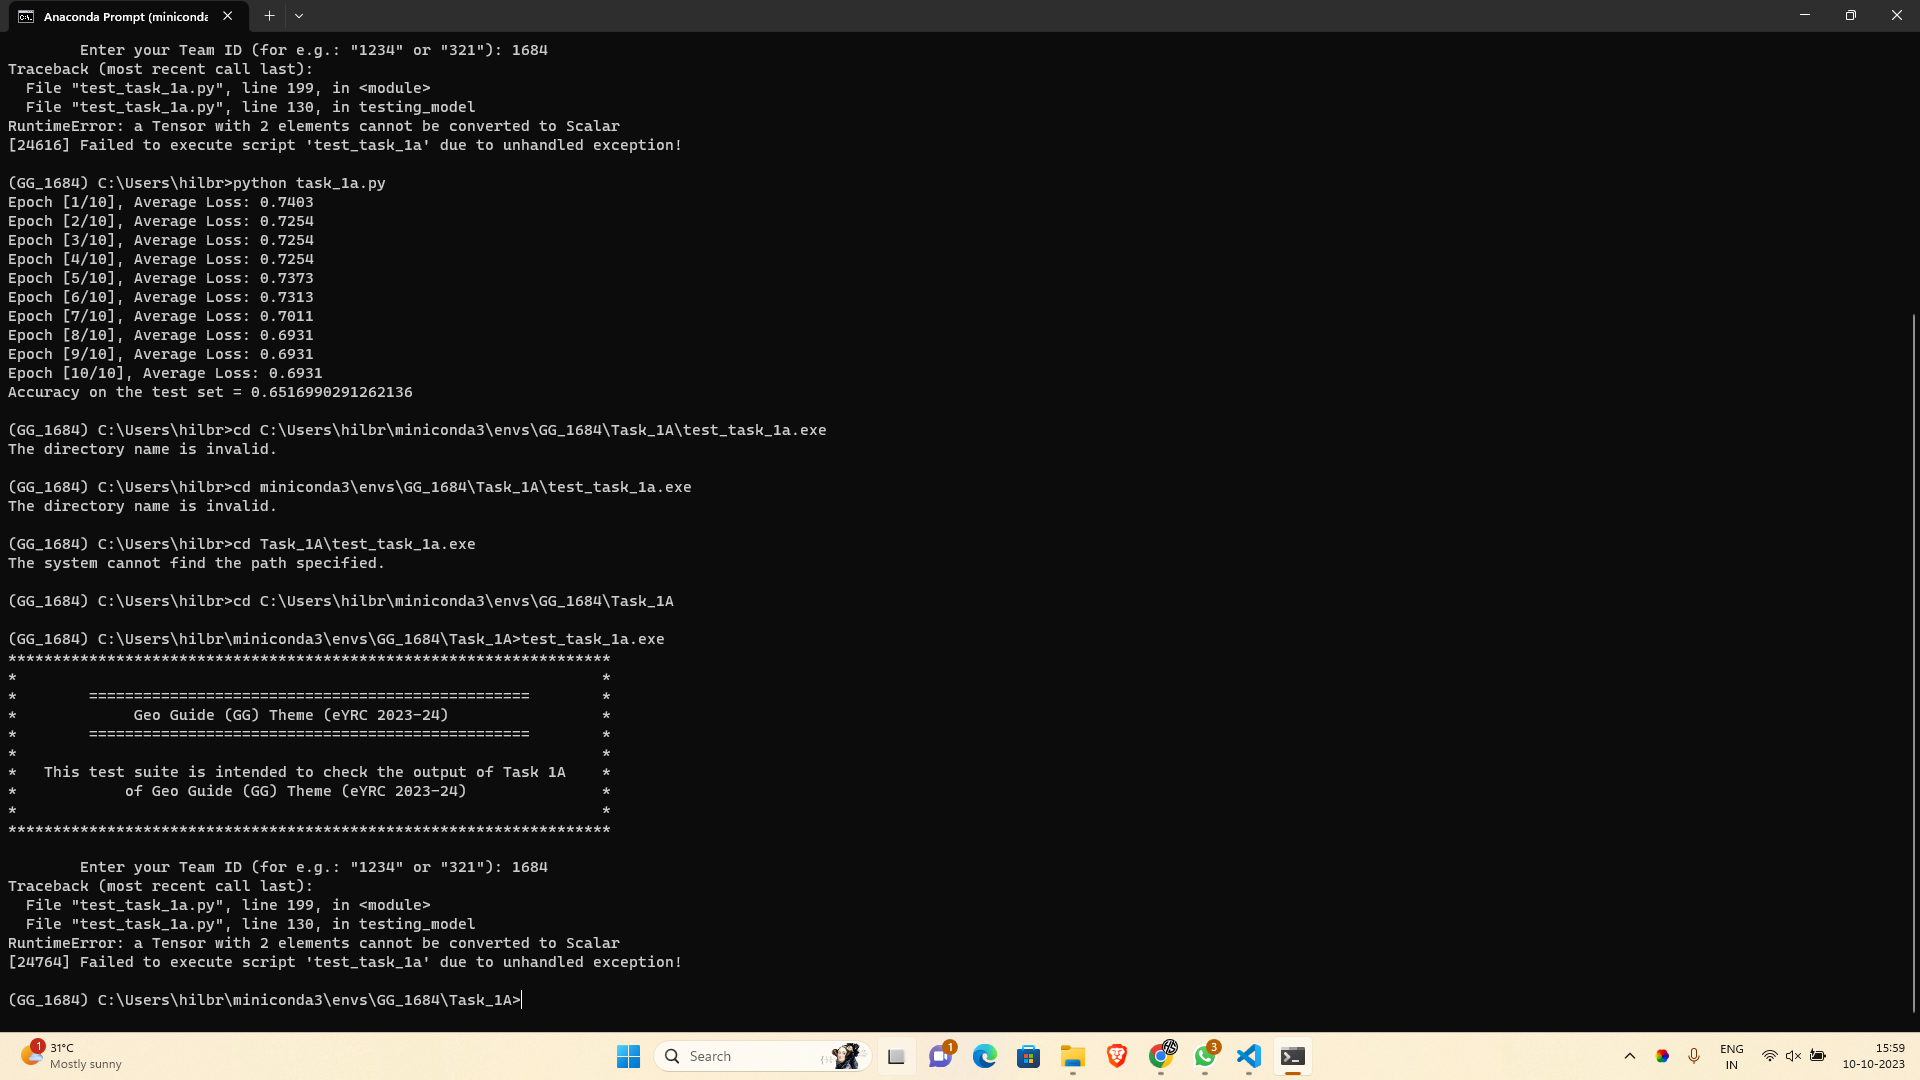 Anaconda Prompt (miniconda
Enter your Team ID (for e.g.: "1234" or "321"): 1684
Traceback (most recent call last):
  File "test_task_1a.py", line 199, in <module>
  File "test_task_1a.py", line 130, in testing_model
RuntimeError: a Tensor with 2 elements cannot be converted to Scalar
[24616] Failed to execute script 'test_task_1a' due to unhandled exception!
(GG_1684) C:\Users\hilbr>python task_1a.py
Epoch [1/10], Average Loss: 0.7403
Epoch [2/10], Average Loss: 0.7254
Epoch [3/10], Average Loss: 0.7254
Epoch [4/10], Average Loss: 0.7254
Epoch [5/10], Average Loss: 0.7373
Epoch [6/10], Average Loss: 0.7313
Epoch [7/10], Average Loss: 0.7011
Epoch [8/10], Average Loss: 0.6931
Epoch [9/10], Average Loss: 0.6931
Epoch [10/10], Average Loss: 0.6931
Accuracy on the test set = 0.6516990291262136
(GG_1684) C:\Users\hilbr>cd C:\Users\hilbr\miniconda3\envs\GG_1684\Task_1A\test_task_1a.exe
The directory name is invalid.
(GG_1684) C:\Users\hilbr>cd miniconda3\envs\GG_1684\Task_1A\test_task_1a.exe
The directory name is invalid.
(GG_1684) C:\Users\hilbr>cd Task_1A\test_task_1a.exe
The system cannot find the path specified.
(GG_1684) C:\Users\hilbr>cd C:\Users\hilbr\miniconda3\envs\GG_1684\Task_1A
(GG_1684) C:\Users\hilbr\miniconda3\envs\GG_1684\Task_1A>test_task_1a.exe
*******************************************************************
*                                                                 *
*        =================================================        *
*             Geo Guide (GG) Theme (eYRC 2023-24)                 *
*        =================================================        *
*                                                                 *
*   This test suite is intended to check the output of Task 1A    *
*            of Geo Guide (GG) Theme (eYRC 2023-24)               *
*                                                                 *
*******************************************************************
Enter your Team ID (for e.g.: "1234" or "321"): 1684
Traceback (most recent call last):
  File "test_task_1a.py", line 199, in <module>
  File "test_task_1a.py", line 130, in testing_model
RuntimeError: a Tensor with 2 elements cannot be converted to Scalar
[24764] Failed to execute script 'test_task_1a' due to unhandled exception!
(GG_1684) C:\Users\hilbr\miniconda3\envs\GG_1684\Task_1A>
1
31°C
Mostly sunny
Search
1
3
ENG
IN
15:59
10-10-2023